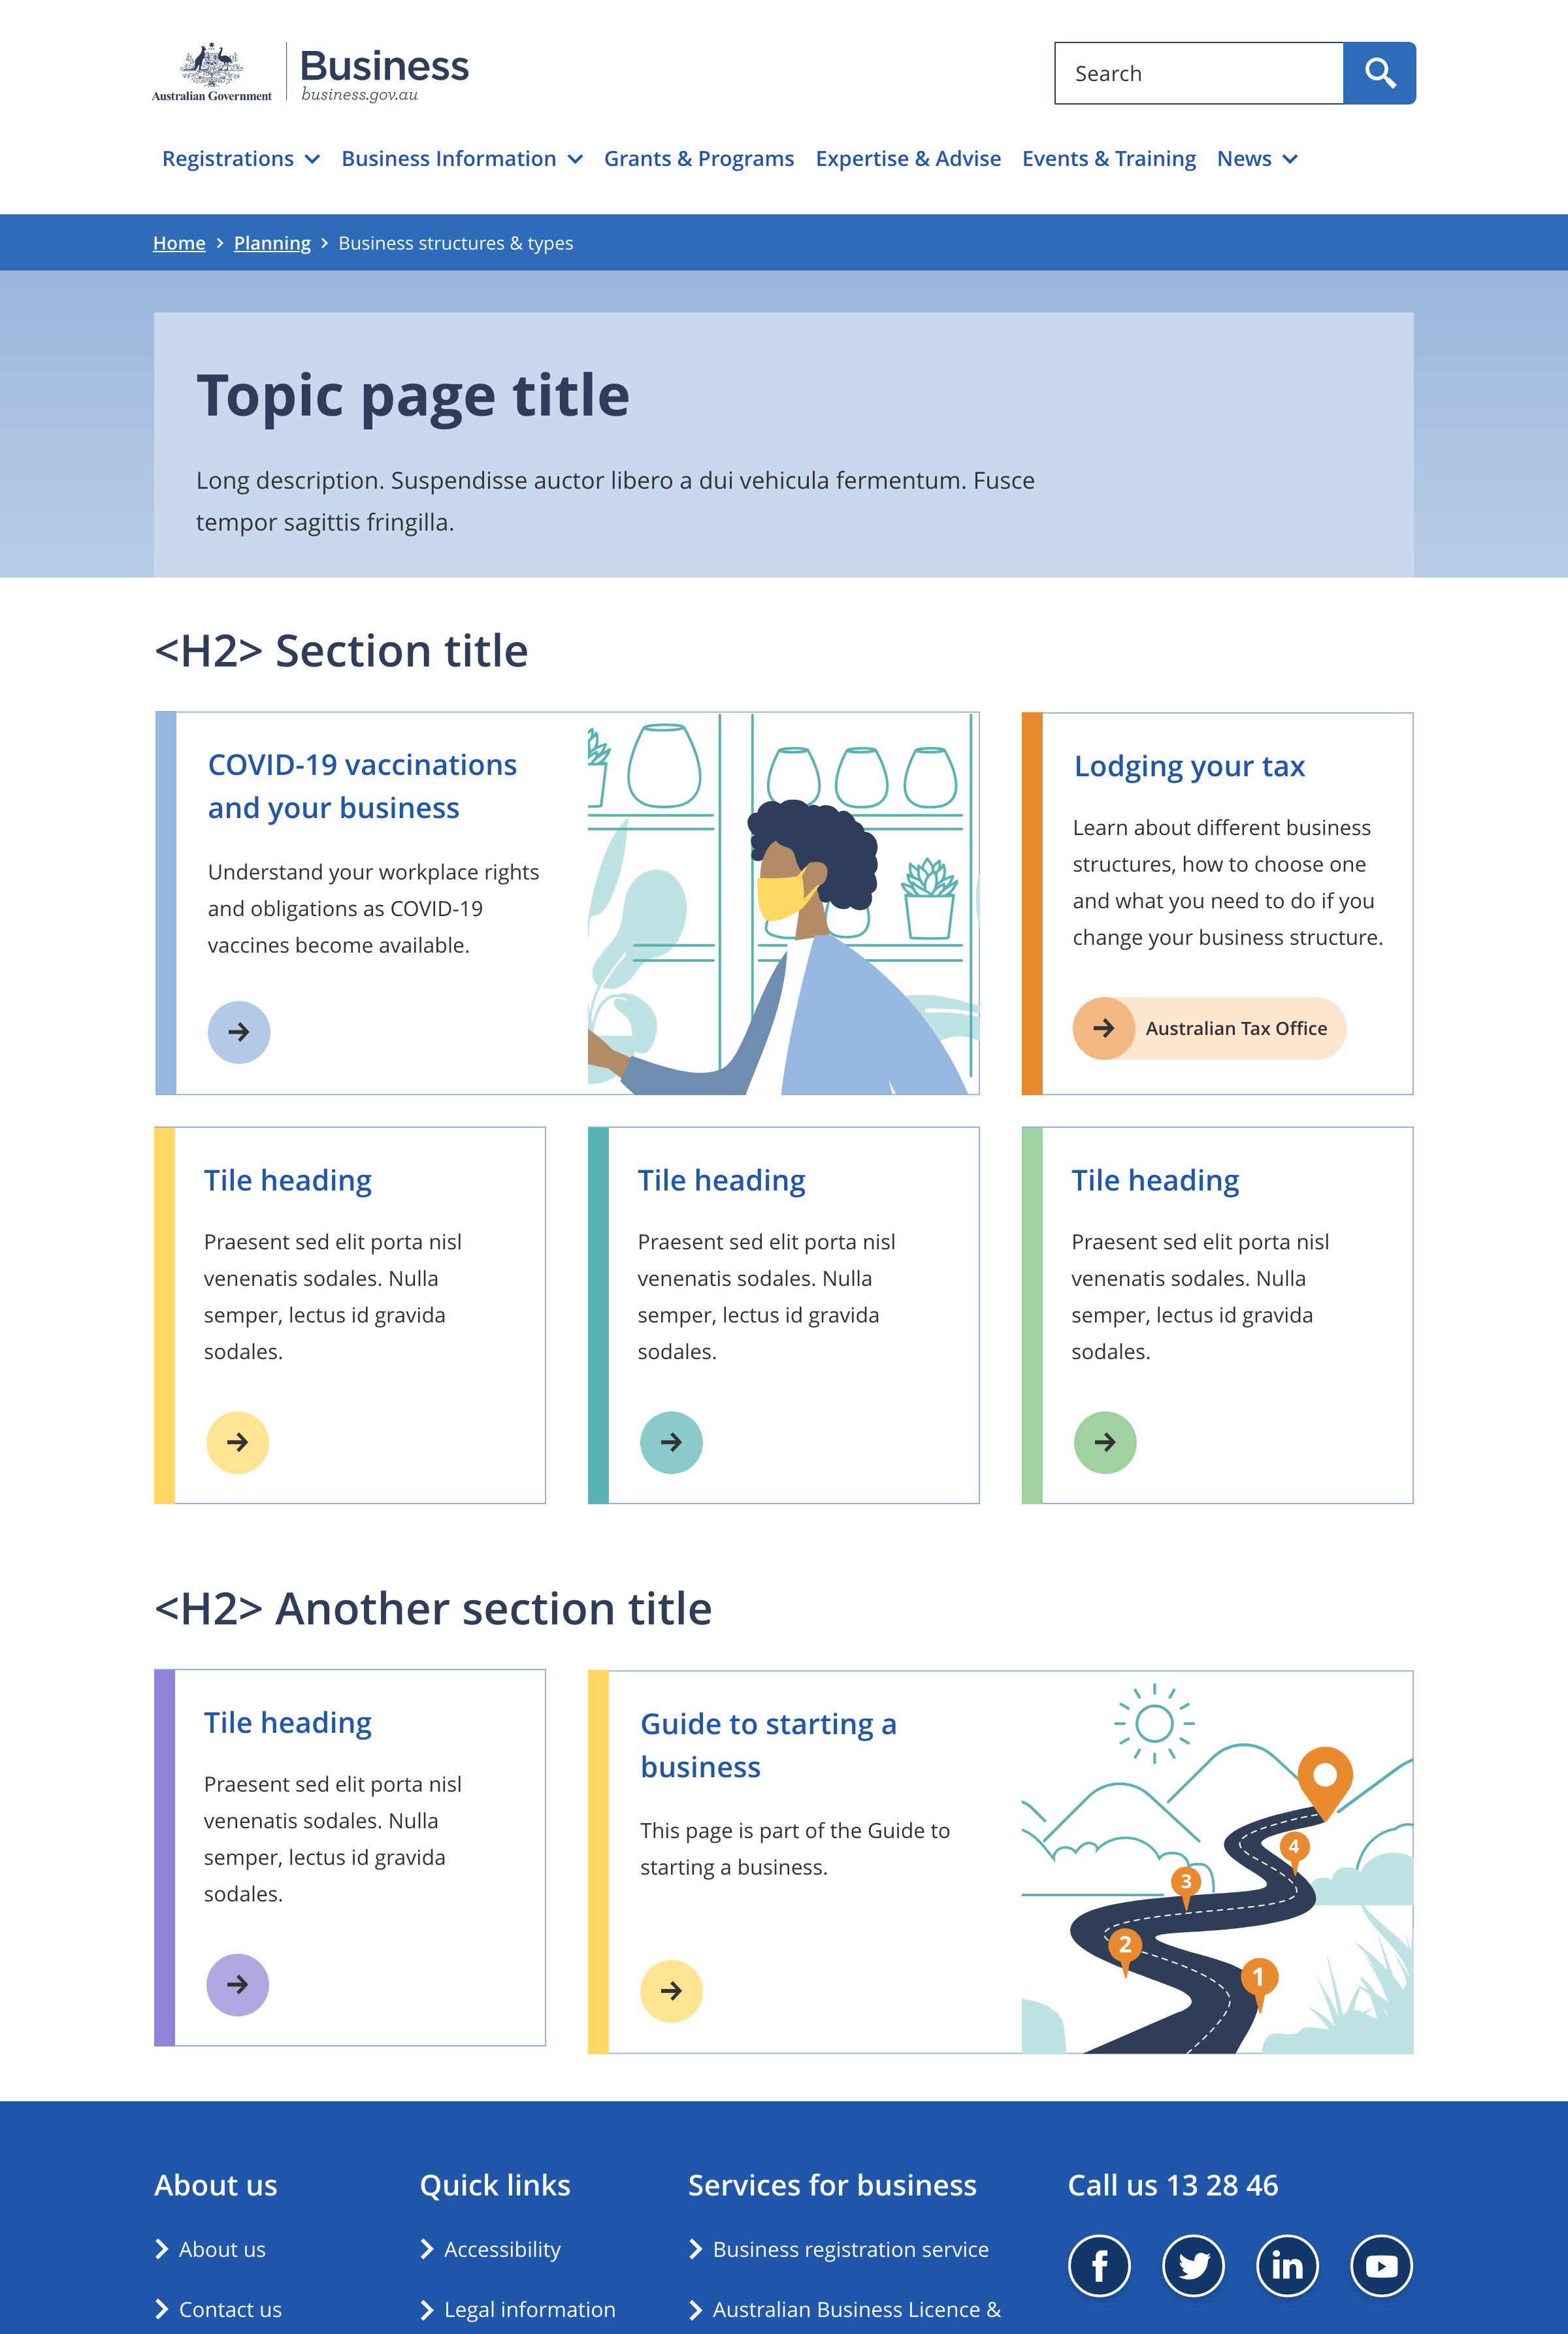 Australian Government
Business
business.gov.au
Search
Registrations Business Information Grants & Programs Expertise & Advise Events & Training News
Home Planning Business structures & types
Topic page title
Long description. Suspendisse auctor libero a dui vehicula fermentum. Fusce
tempor sagittis fringilla.
<H2> Section title
COVID-19 vaccinations
and your business
Understand your workplace rights
and obligations as COVID-19
vaccines become available.
Lodging your tax
Learn about different business
structures, how to choose one
and what you need to do if you
change your business structure.
Australian Tax Office
Tile heading
Praesent sed elit porta nisl
venenatis sodales. Nulla
semper, lectus id gravida
sodales.
Tile heading
Praesent sed elit porta nisl
venenatis sodales. Nulla
semper, lectus id gravida
sodales.
Tile heading
Praesent sed elit porta nisl
venenatis sodales. Nulla
semper, lectus id gravida
sodales.
<H2> Another section title
Tile heading
Praesent sed elit porta nisl
venenatis sodales. Nulla
semper, lectus id gravida
sodales.
Guide to starting a
business
This page is part of the Guide to
starting a business.
4
3
2
1
About us
About us
Contact us
Quick links
Accessibility
Legal information
Services for business
Business registration service
Australian Business Licence &
Call us 13 28 46
f
in